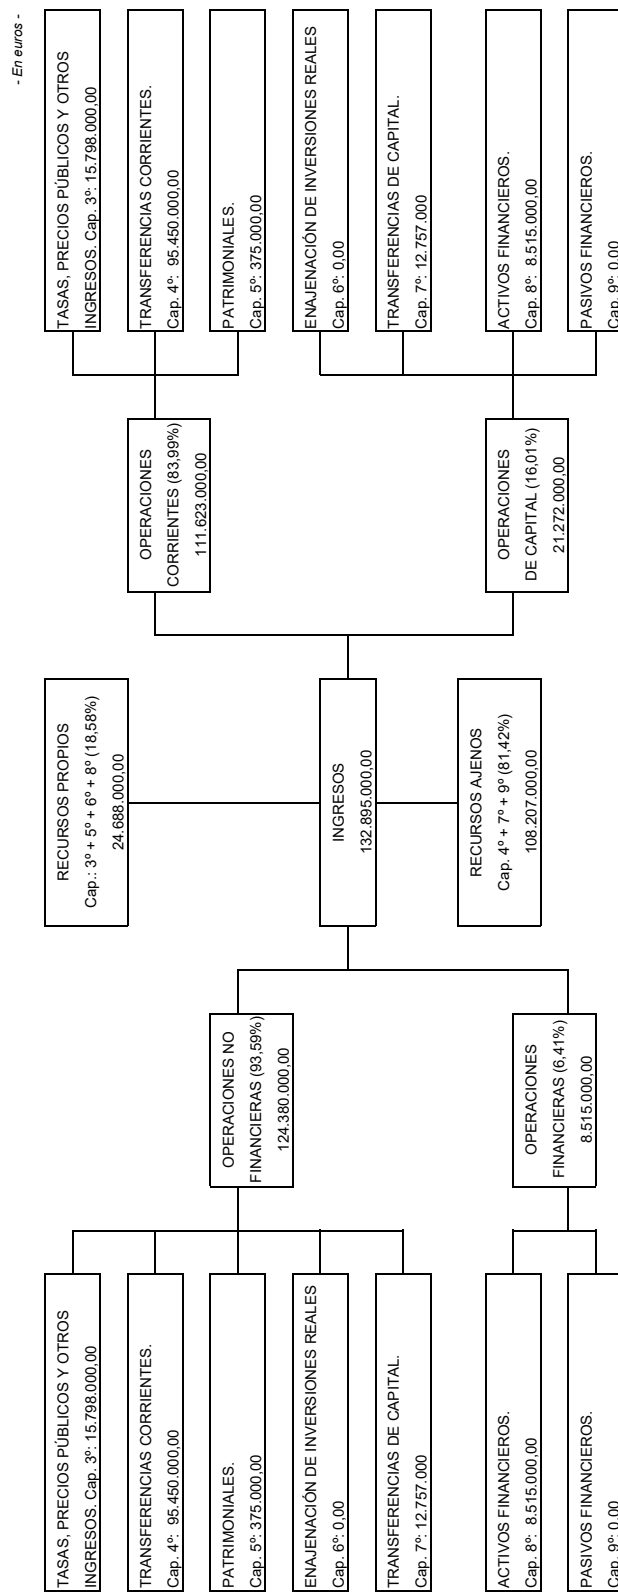 - En euros -
TASAS, PRECIOS PÚBLICOS Y OTROS
INGRESOS. Cap. 3º: 15.798.000,00
TRANSFERENCIAS CORRIENTES.
Cap. 4º: 95.450.000,00
PATRIMONIALES.
Cap. 5º: 375.000,00
ENAJENACIÓN DE INVERSIONES REALES
Cap. 6º: 0,00
TRANSFERENCIAS DE CAPITAL.
Cap. 7º: 12.757.000
ACTIVOS FINANCIEROS.
Cap. 8º: 8.515.000,00
PASIVOS FINANCIEROS.
Cap. 9º: 0,00
OPERACIONES NO
FINANCIERAS (93,59%)
124.380.000,00
OPERACIONES
FINANCIERAS (6,41%)
8.515.000,00
RECURSOS PROPIOS
Cap.: 3º + 5º + 6º + 8º (18,58%)
24.688.000,00
INGRESOS
132.895.000,00
RECURSOS AJENOS
Cap. 4º + 7º + 9º (81,42%)
108.207.000,00
OPERACIONES
CORRIENTES (83,99%)
111.623.000,00
OPERACIONES
DE CAPITAL (16,01%)
21.272.000,00
TASAS, PRECIOS PÚBLICOS Y OTROS
INGRESOS. Cap. 3º: 15.798.000,00
TRANSFERENCIAS CORRIENTES.
Cap. 4º: 95.450.000,00
PATRIMONIALES.
Cap. 5º: 375.000,00
ENAJENACIÓN DE INVERSIONES REALES
Cap. 6º: 0,00
TRANSFERENCIAS DE CAPITAL.
Cap. 7º: 12.757.000
ACTIVOS FINANCIEROS.
Cap. 8º: 8.515.000,00
PASIVOS FINANCIEROS.
Cap. 9º: 0,00